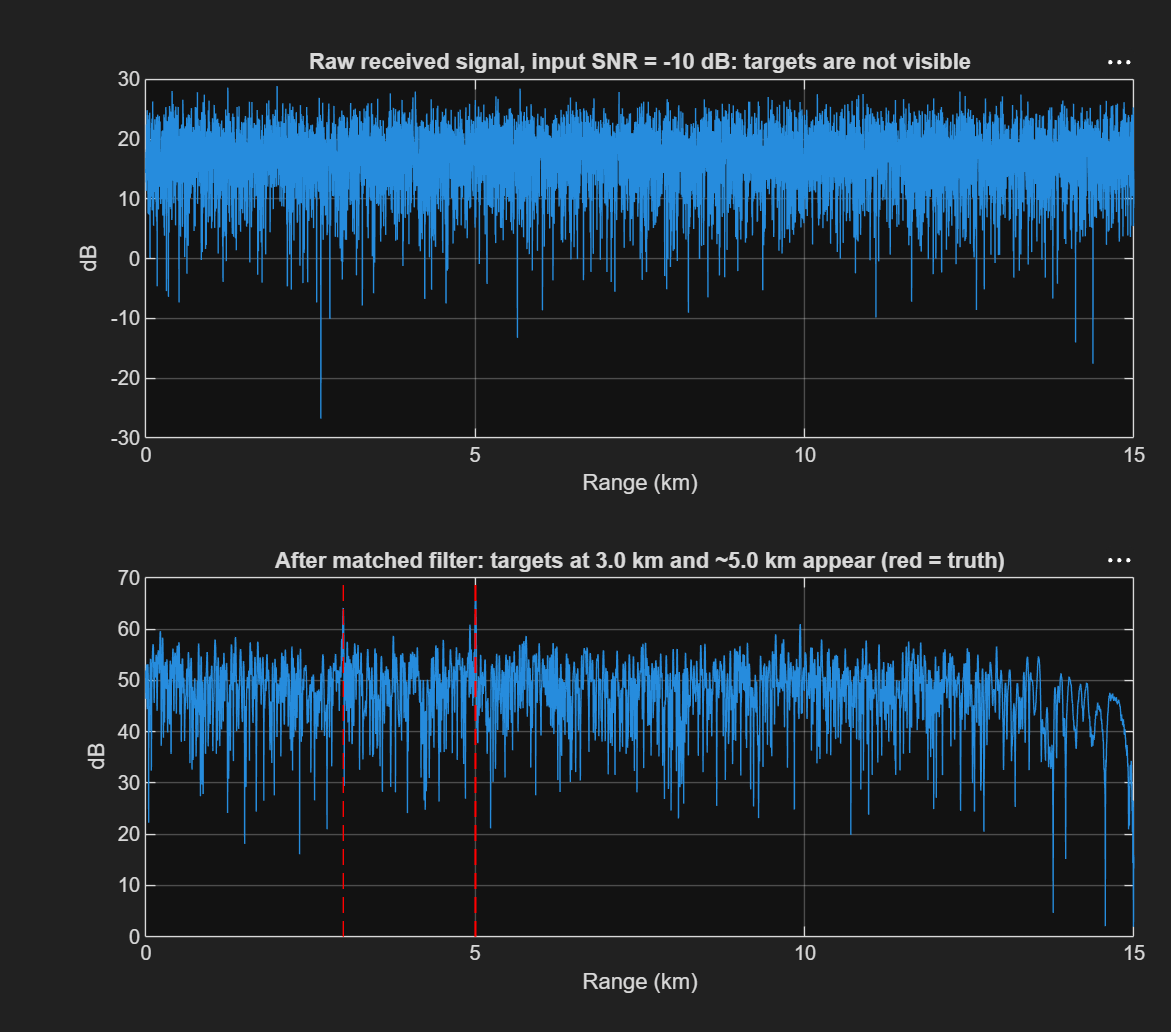 Raw received signal, input SNR = -10 dB: targets are not visible
30
20
10
0
-10
-20
-30
dB
0 5 10 15
Range (km)
After matched filter: targets at 3.0 km and ~5.0 km appear (red = truth)
70
60
50
40
30
20
10
0
dB
0 5 10 15
Range (km)